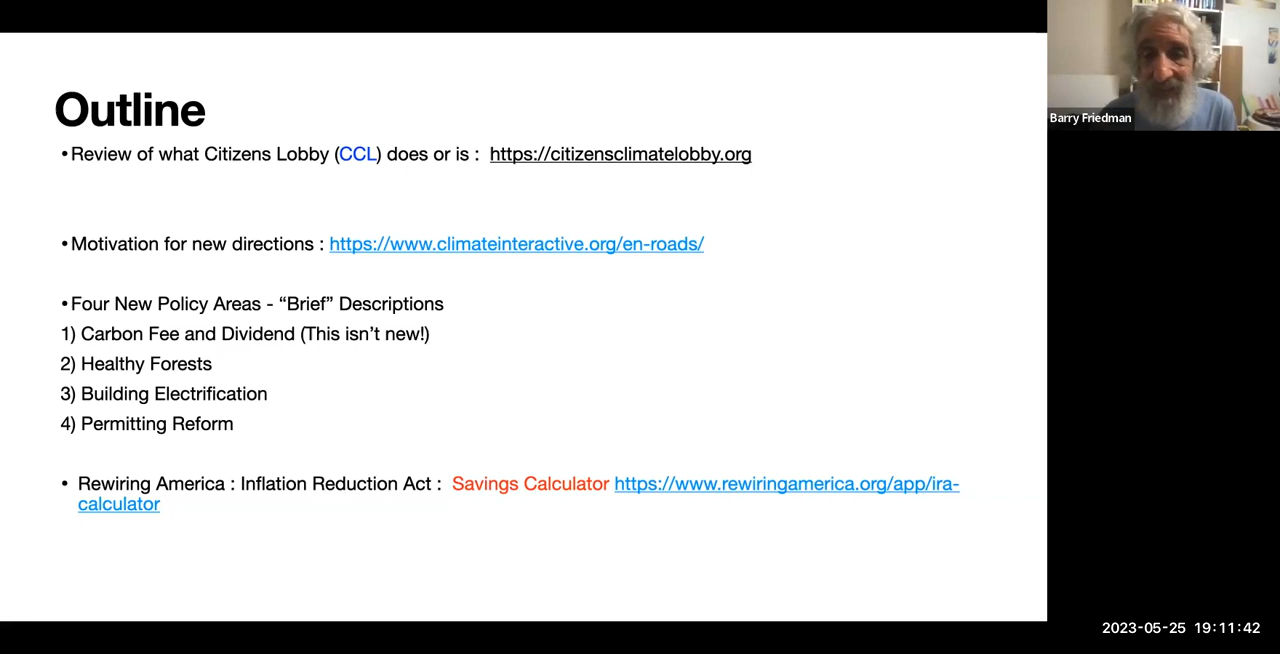 Outline
•Review of what Citizens Lobby (CCL) does or is : https://citizensclimatelobby.org
•Motivation for new directions : https://www.climateinteractive.org/en-roads/
•Four New Policy Areas - “Brief” Descriptions
1) Carbon Fee and Dividend (This isn’t new!)
2) Healthy Forests
3) Building Electrification
4) Permitting Reform
• Rewiring America : Inflation Reduction Act : Savings Calculator https://www.rewiringamerica.org/app/ira-
calculator
Barry Friedman
2023-05-25 19:11:42